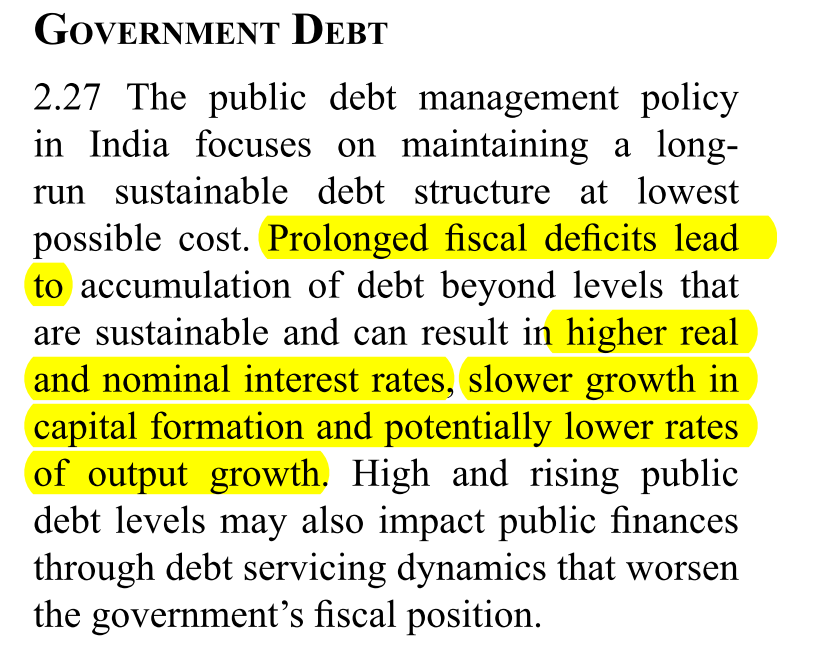 GOVERNMENT DEBT
2.27 The public debt management policy
in India focuses on maintaining a long-
run sustainable debt structure at lowest
possible cost. Prolonged fiscal deficits lead
to accumulation of debt beyond levels that
are sustainable and can result in higher real
and nominal interest rates, slower growth in
capital formation and potentially lower rates
of output growth. High and rising public
debt levels may also impact public finances
through debt servicing dynamics that worsen
the government’s fiscal position.